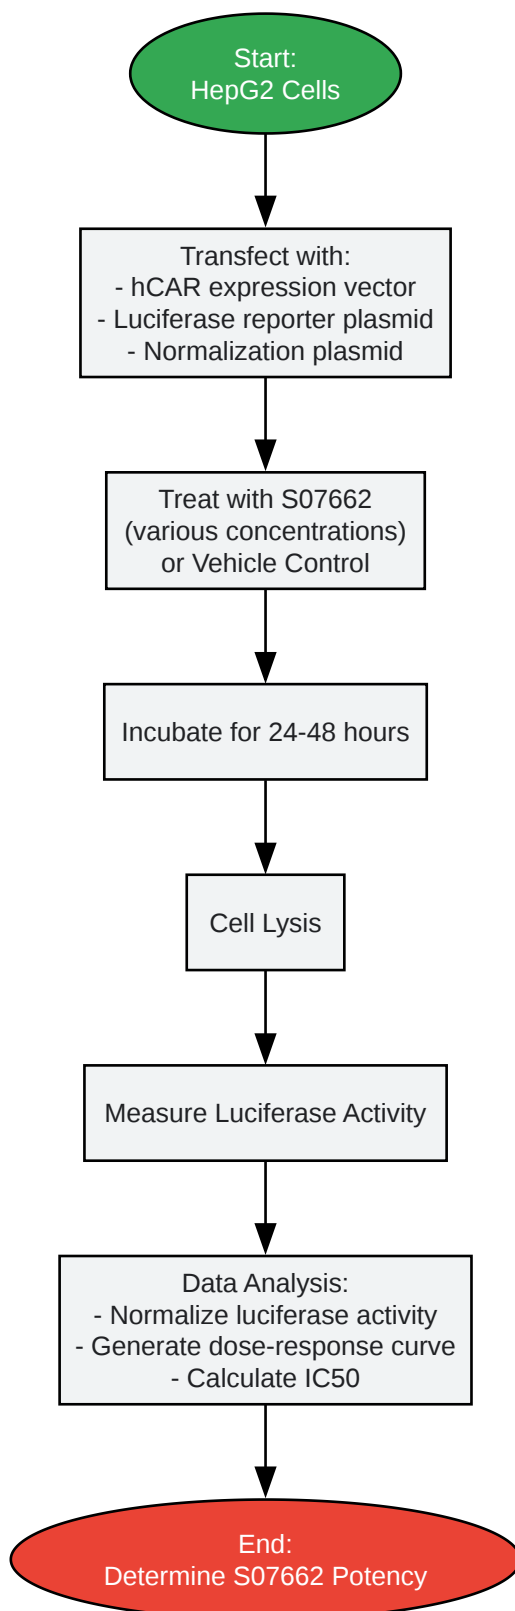 Start:
HepG2 Cells
Transfect with:
- hCAR expression vector
- Luciferase reporter plasmid
- Normalization plasmid
Treat with S07662
(various concentrations)
or Vehicle Control
Incubate for 24-48 hours
Cell Lysis
Measure Luciferase Activity
Data Analysis:
- Normalize luciferase activity
- Generate dose-response curve
- Calculate IC50
End:
Determine S07662 Potency